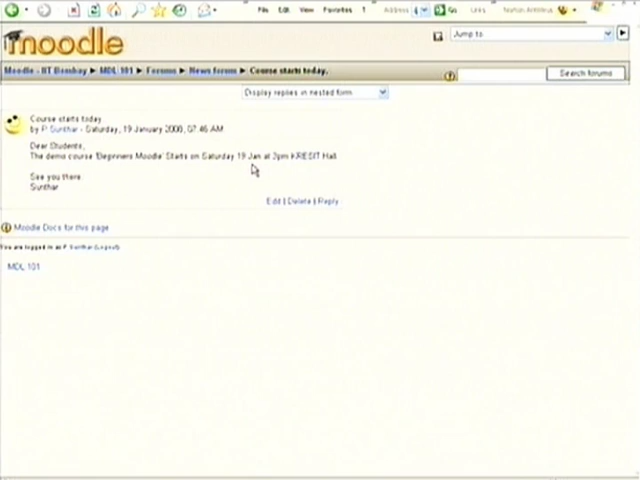 File Edit View Favorites
Address Go Links Norton Antivirus
moodle
Jump to
Moodle - IIT Bombay ► MDL 101 ► Forums ► News forum ► Course starts today.
Search forums
Display replies in nested form
Course starts today
by P Sunthar - Saturday, 19 January 2008, 07:46 AM
Dear Students,
The demo course 'Beginners Moodle' Starts on Saturday 19 Jan at 3pm KRESIT Hall
See you there
Sunthar
Edit | Delete | Reply
Moodle Docs for this page
You are logged in as P Sunthar (Logout)
MDL 101